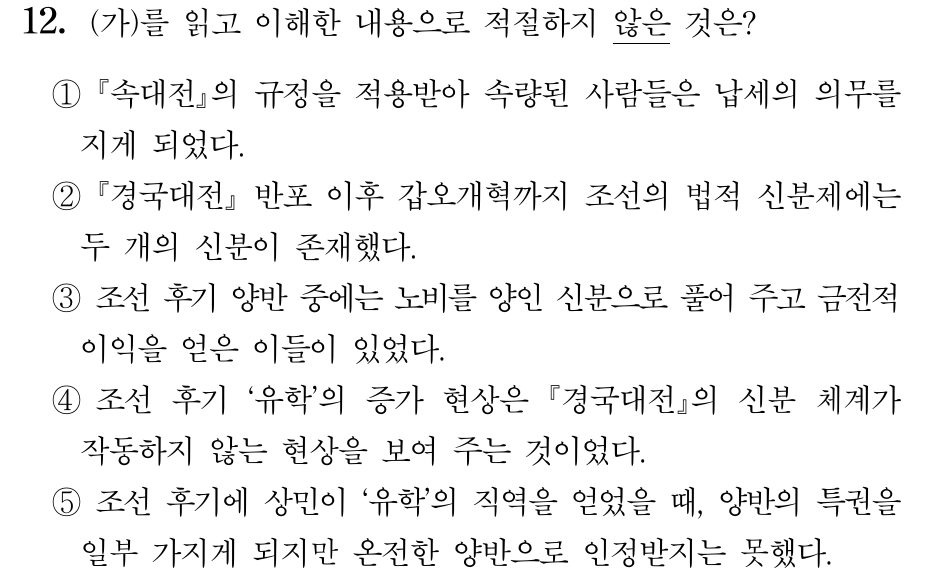 12. (가)를 읽고 이해한 내용으로 적절하지 않은 것은?
① 『속대전』의 규정을 적용받아 속량된 사람들은 납세의 의무를
지게 되었다.
② 『경국대전』 반포 이후 갑오개혁까지 조선의 법적 신분제에는
두 개의 신분이 존재했다.
③ 조선 후기 양반 중에는 노비를 양인 신분으로 풀어 주고 금전적
이익을 얻은 이들이 있었다.
④ 조선 후기 ‘유학’의 증가 현상은 『경국대전』의 신분 체계가
작동하지 않는 현상을 보여 주는 것이었다.
⑤ 조선 후기에 상민이 ‘유학’의 직역을 얻었을 때, 양반의 특권을
일부 가지게 되지만 온전한 양반으로 인정받지는 못했다.